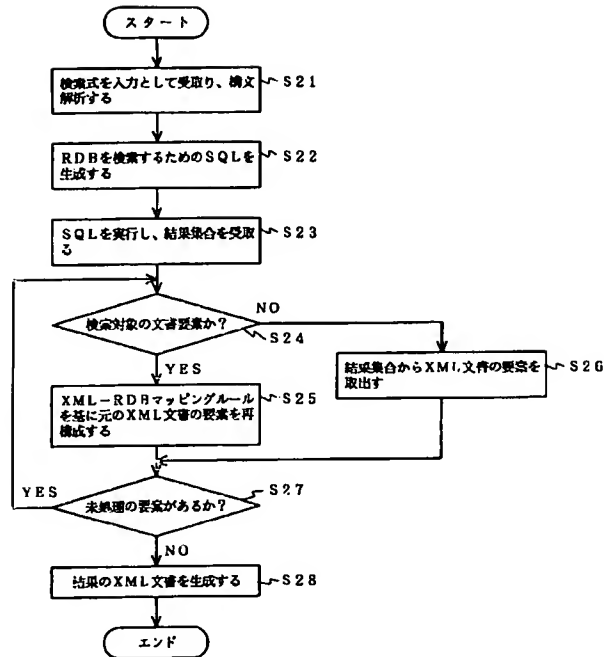 スタート
検索式を入力として受取り、構文
解析する
S21
RDBを検索するためのSQLを
生成する
S22
SQLを実行し、結果集合を受取
る
S23
検索対象の文書要素か?
S24
NO
YES
結果集合からXML文書の要素を
取出す
S26
XML-RDBマッピングルール
を基に元のXML文書の要素を再
構成する
S25
未処理の要素があるか?
S27
YES
NO
結果のXML文書を生成する
S28
エンド